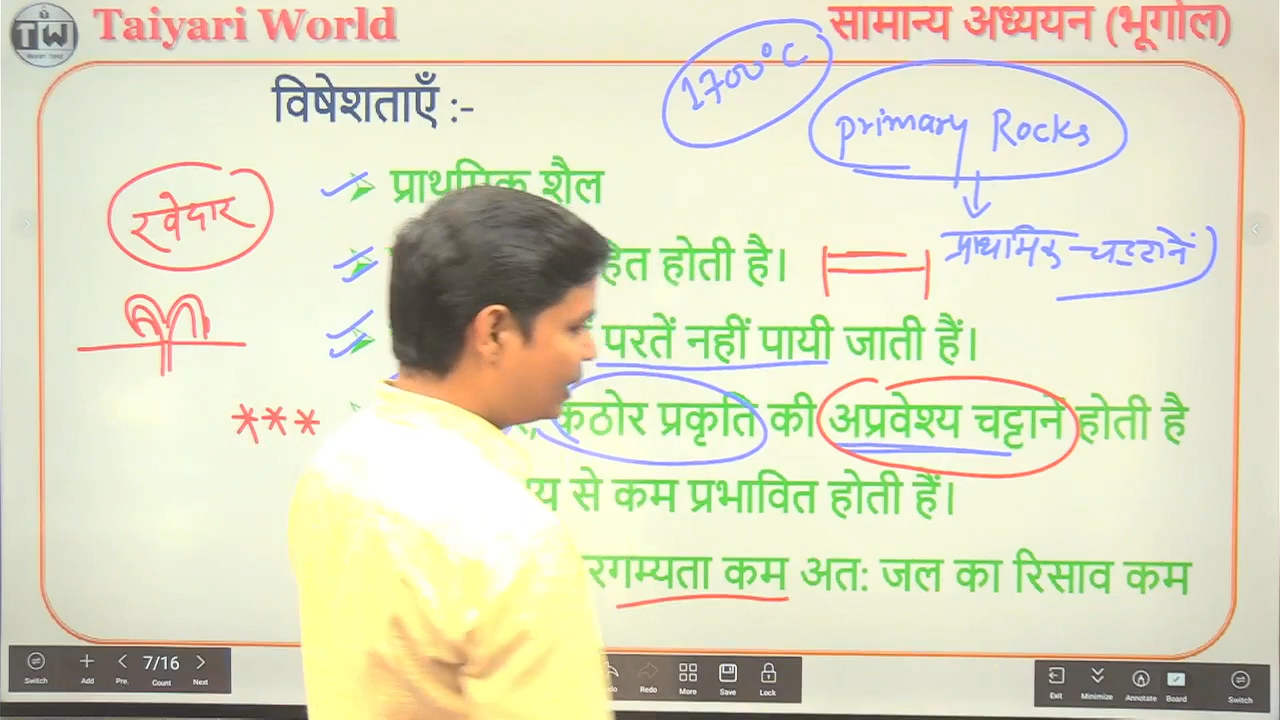 Taiyari World
सामान्य अध्ययन (भूगोल)
TW
विषेशताएँ :-
1700°C
primary Rocks
प्राथमिक शैल
रवेदार
होती है।
प्राथमिक चट्टानें
परतें नहीं पायी जाती हैं।
*** कठोर प्रकृति की अप्रवेश्य चट्टाने होती है
से कम प्रभावित होती हैं।
कम अत: जल का रिसाव कम
Switch Add Pre. 7/16 Count Next
Redo More Save Lock
Exit Minimize Annotate Board Switch